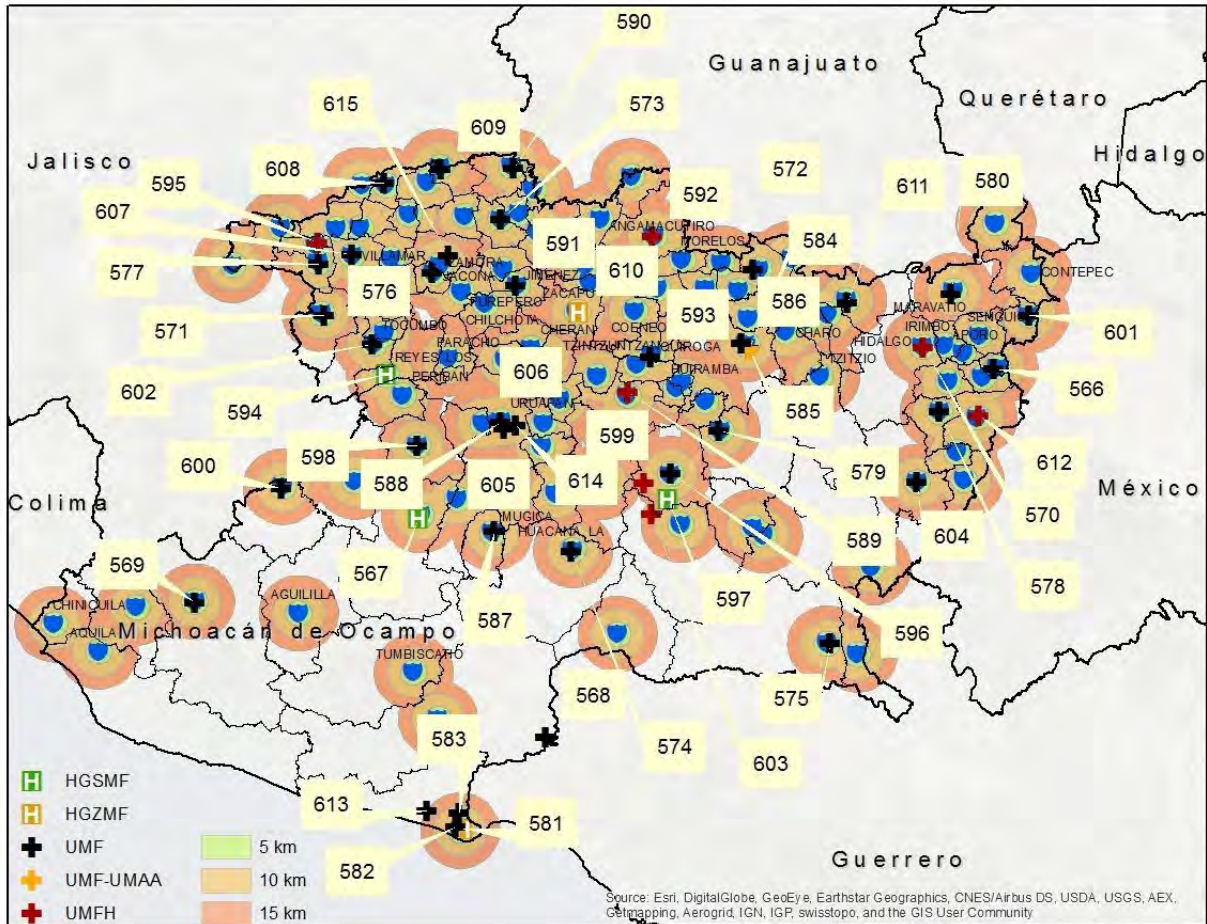 590
Guanajuato
Querétaro
615
609
573
Hidalgo
Jalisco
608
572
595
592
611
580
607
ANGAMACUTIRO
MORELOS
591
584
577
VILLAMAR
ZAMORA
JACONA
JIMENEZ
610
CONTEPEC
576
PUREPERO
ZACAPU
586
MARAVATIO
SENGUIO
571
CHILCHOTA
593
IRIMBO
601
TOCUMBO
CHERAN
COENEO
CHARO
HIDALGO
APORO
PARACHO
TZINTZUNTZAN
QUIROGA
TZITZIO
REYES, LOS
606
HUIRAMBA
602
PERIBAN
585
566
594
URUAPAN
599
598
579
612
600
588
605
614
México
Colima
MUGICA
589
604
570
HUACANA, LA
569
567
578
587
597
596
CHINICUILA
AGUILILLA
AQUILA
Michoacán de Ocampo
TUMBISCATIO
568
575
583
574
603
HGSMF
HGZMF
613
581
UMF
5 km
UMF-UMAA
10 km
582
Guerrero
UMFH
15 km
Source: Esri, DigitalGlobe, GeoEye, Earthstar Geographics, CNES/Airbus DS, USDA, USGS, AEX,
Getmapping, Aerogrid, IGN, IGP, swisstopo, and the GIS User Community